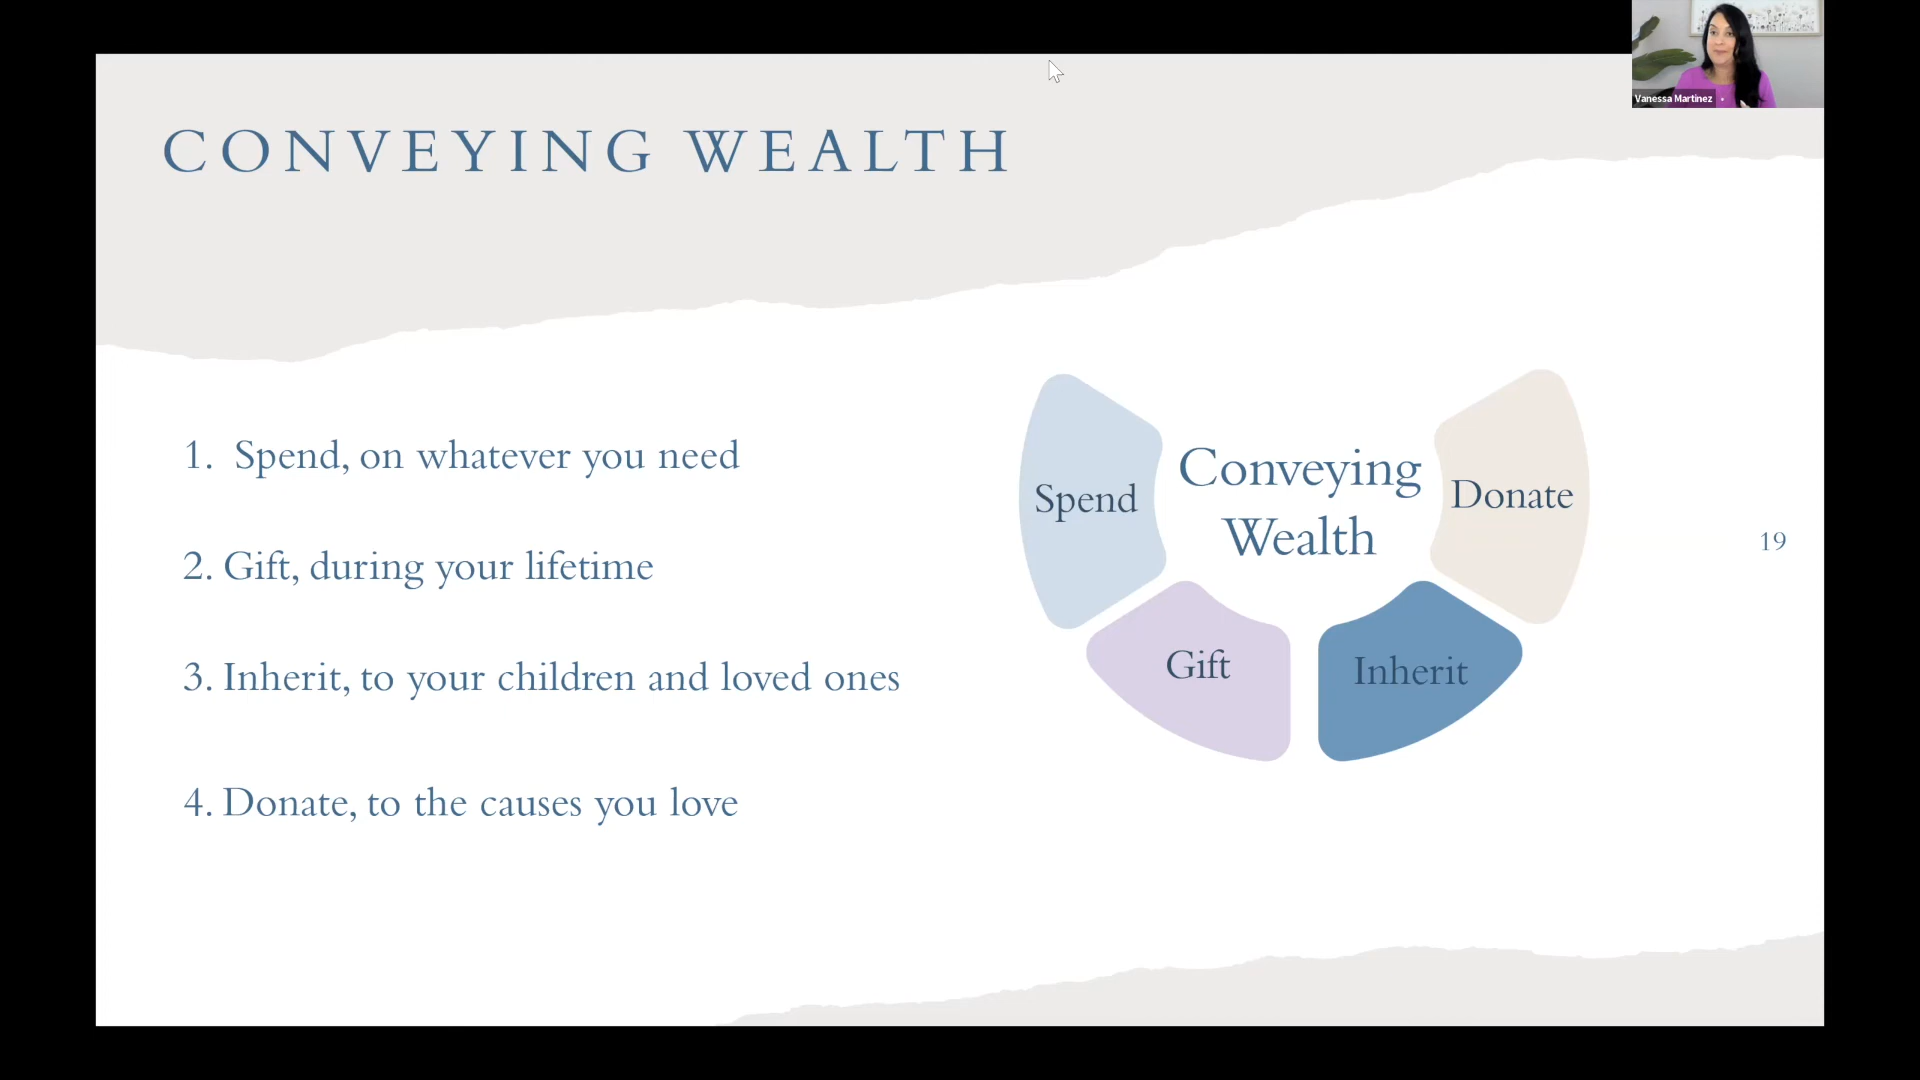 Vanessa Martinez
CONVEYING WEALTH
1. Spend, on whatever you need
2. Gift, during your lifetime
3. Inherit, to your children and loved ones
4. Donate, to the causes you love
Conveying
Wealth
Spend
Gift
Inherit
Donate
19